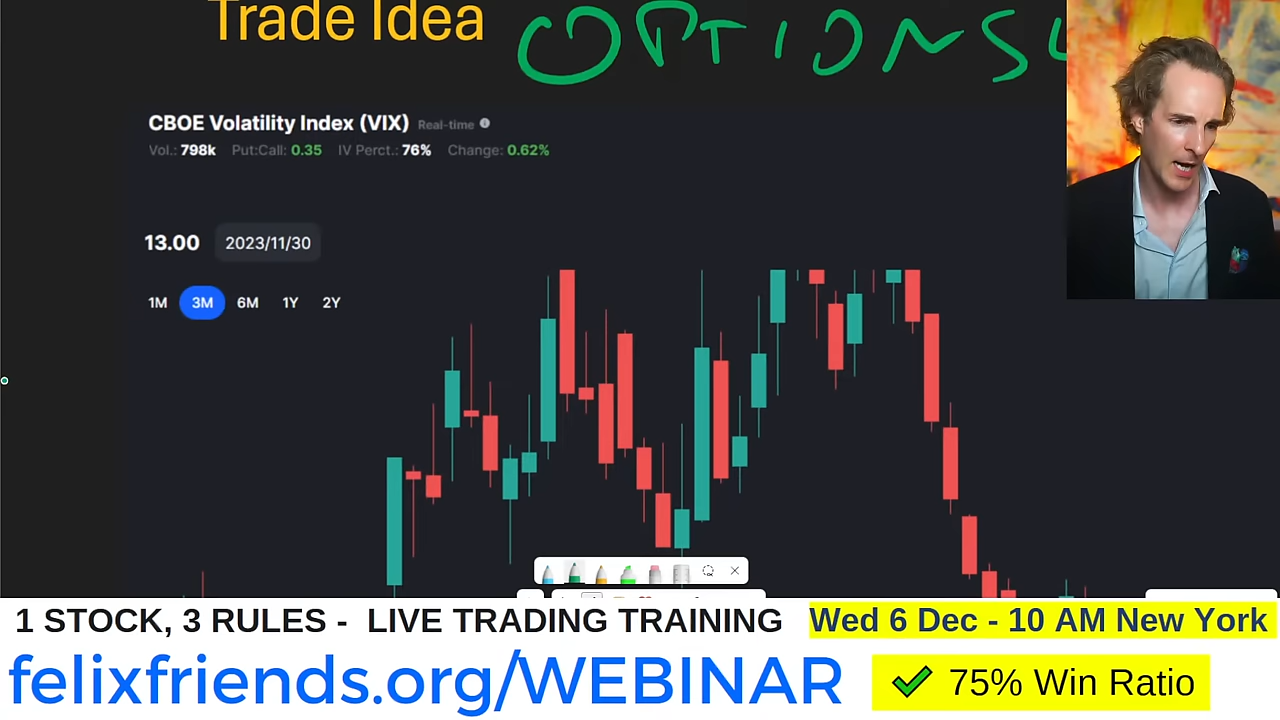 Trade Idea OPTIONS
CBOE Volatility Index (VIX) Real-time
Vol.: 798k Put:Call: 0.35 IV Perct.: 76% Change: 0.62%
13.00 2023/11/30
1M 3M 6M 1Y 2Y
1 STOCK, 3 RULES - LIVE TRADING TRAINING Wed 6 Dec - 10 AM New York
felixfriends.org/WEBINAR ✓ 75% Win Ratio